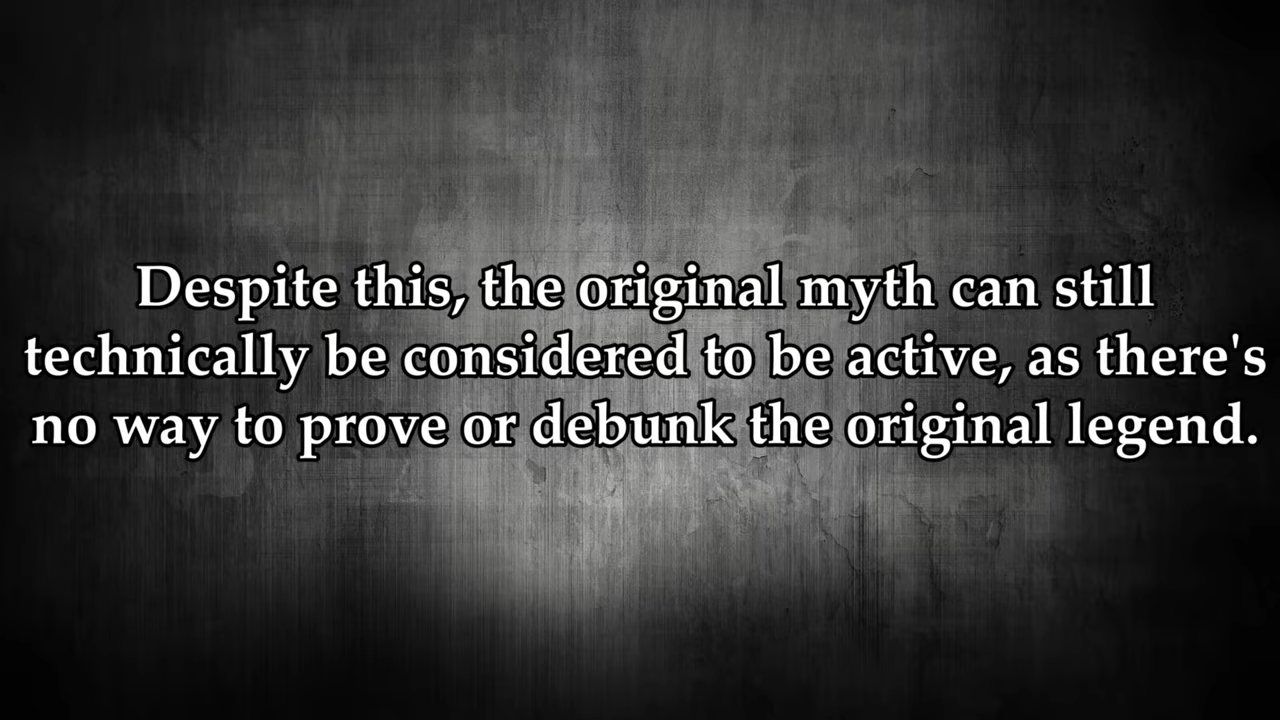 Despite this, the original myth can still
technically be considered to be active, as there's
no way to prove or debunk the original legend.